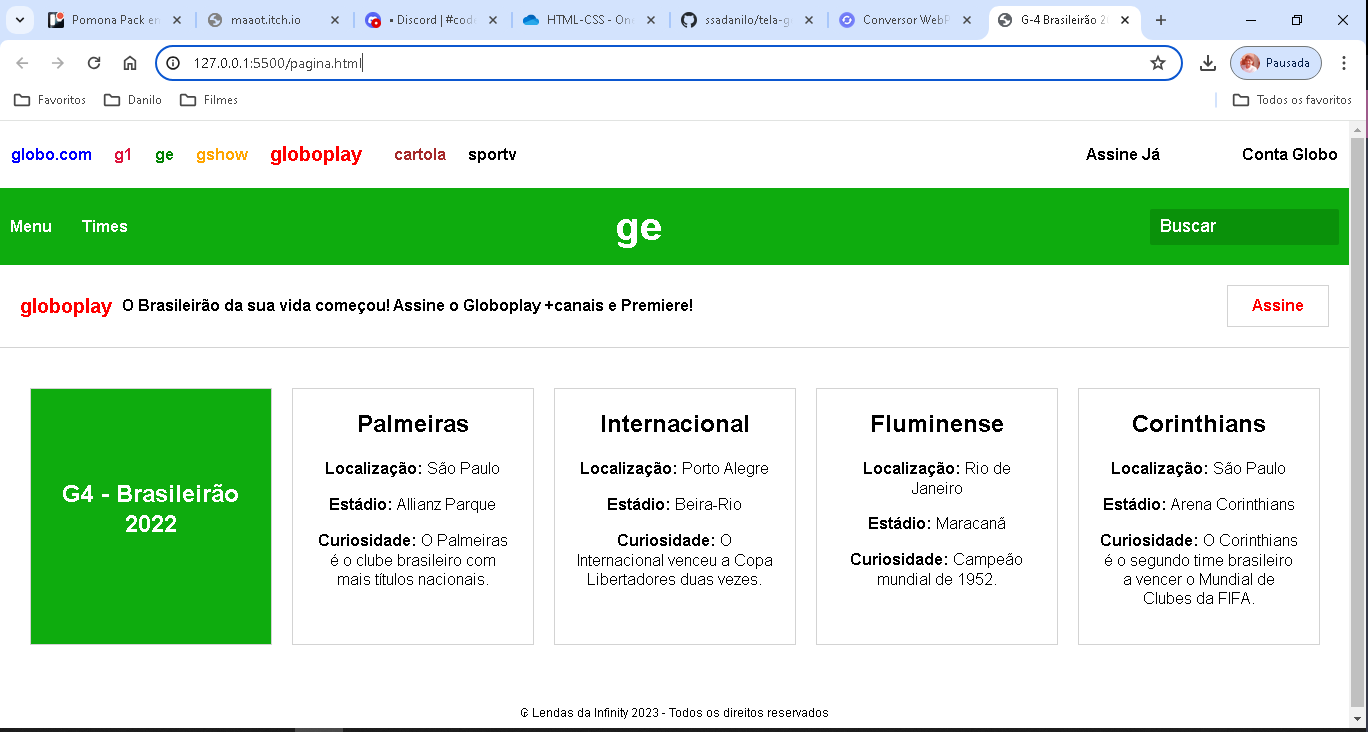 Pomona Pack en
maaot.itch.io
• Discord | #code
HTML-CSS - One
ssadanilo/tela-g
Conversor WebP
G-4 Brasileirão 20
127.0.0.1:5500/pagina.html
Pausada
Favoritos
Danilo
Filmes
Todos os favoritos
globo.com g1 ge gshow globoplay cartola sportv Assine Já Conta Globo
Menu Times ge Buscar
globoplay O Brasileirão da sua vida começou! Assine o Globoplay +canais e Premiere! Assine
G4 - Brasileirão
2022
Palmeiras
Localização: São Paulo
Estádio: Allianz Parque
Curiosidade: O Palmeiras
é o clube brasileiro com
mais títulos nacionais.
Internacional
Localização: Porto Alegre
Estádio: Beira-Rio
Curiosidade: O
Internacional venceu a Copa
Libertadores duas vezes.
Fluminense
Localização: Rio de
Janeiro
Estádio: Maracanã
Curiosidade: Campeão
mundial de 1952.
Corinthians
Localização: São Paulo
Estádio: Arena Corinthians
Curiosidade: O Corinthians
é o segundo time brasileiro
a vencer o Mundial de
Clubes da FIFA.
© Lendas da Infinity 2023 - Todos os direitos reservados